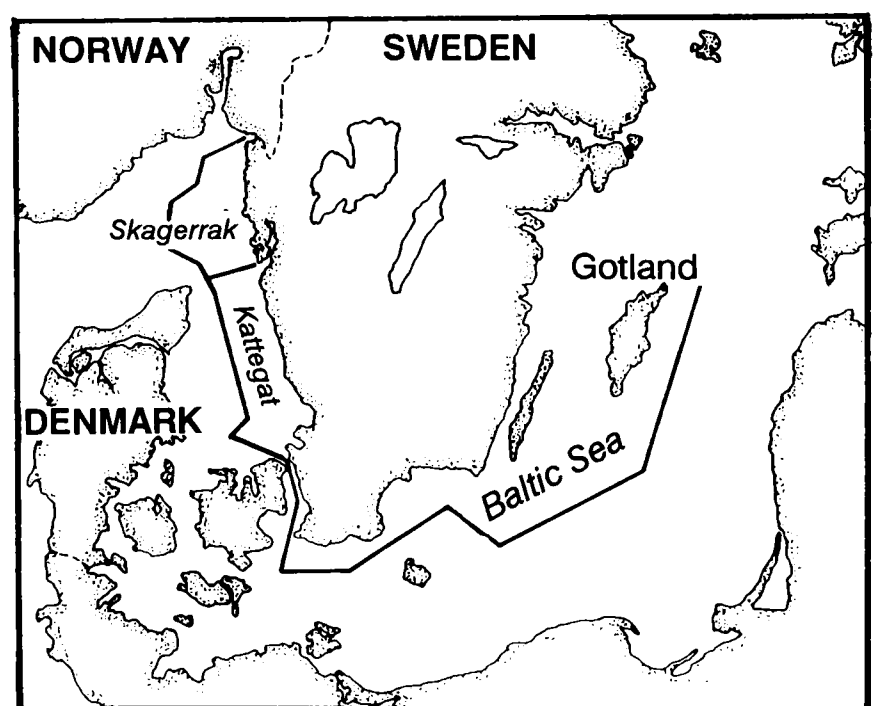 NORWAY
SWEDEN
Skagerrak
Gotland
Kattegat
DENMARK
Baltic Sea